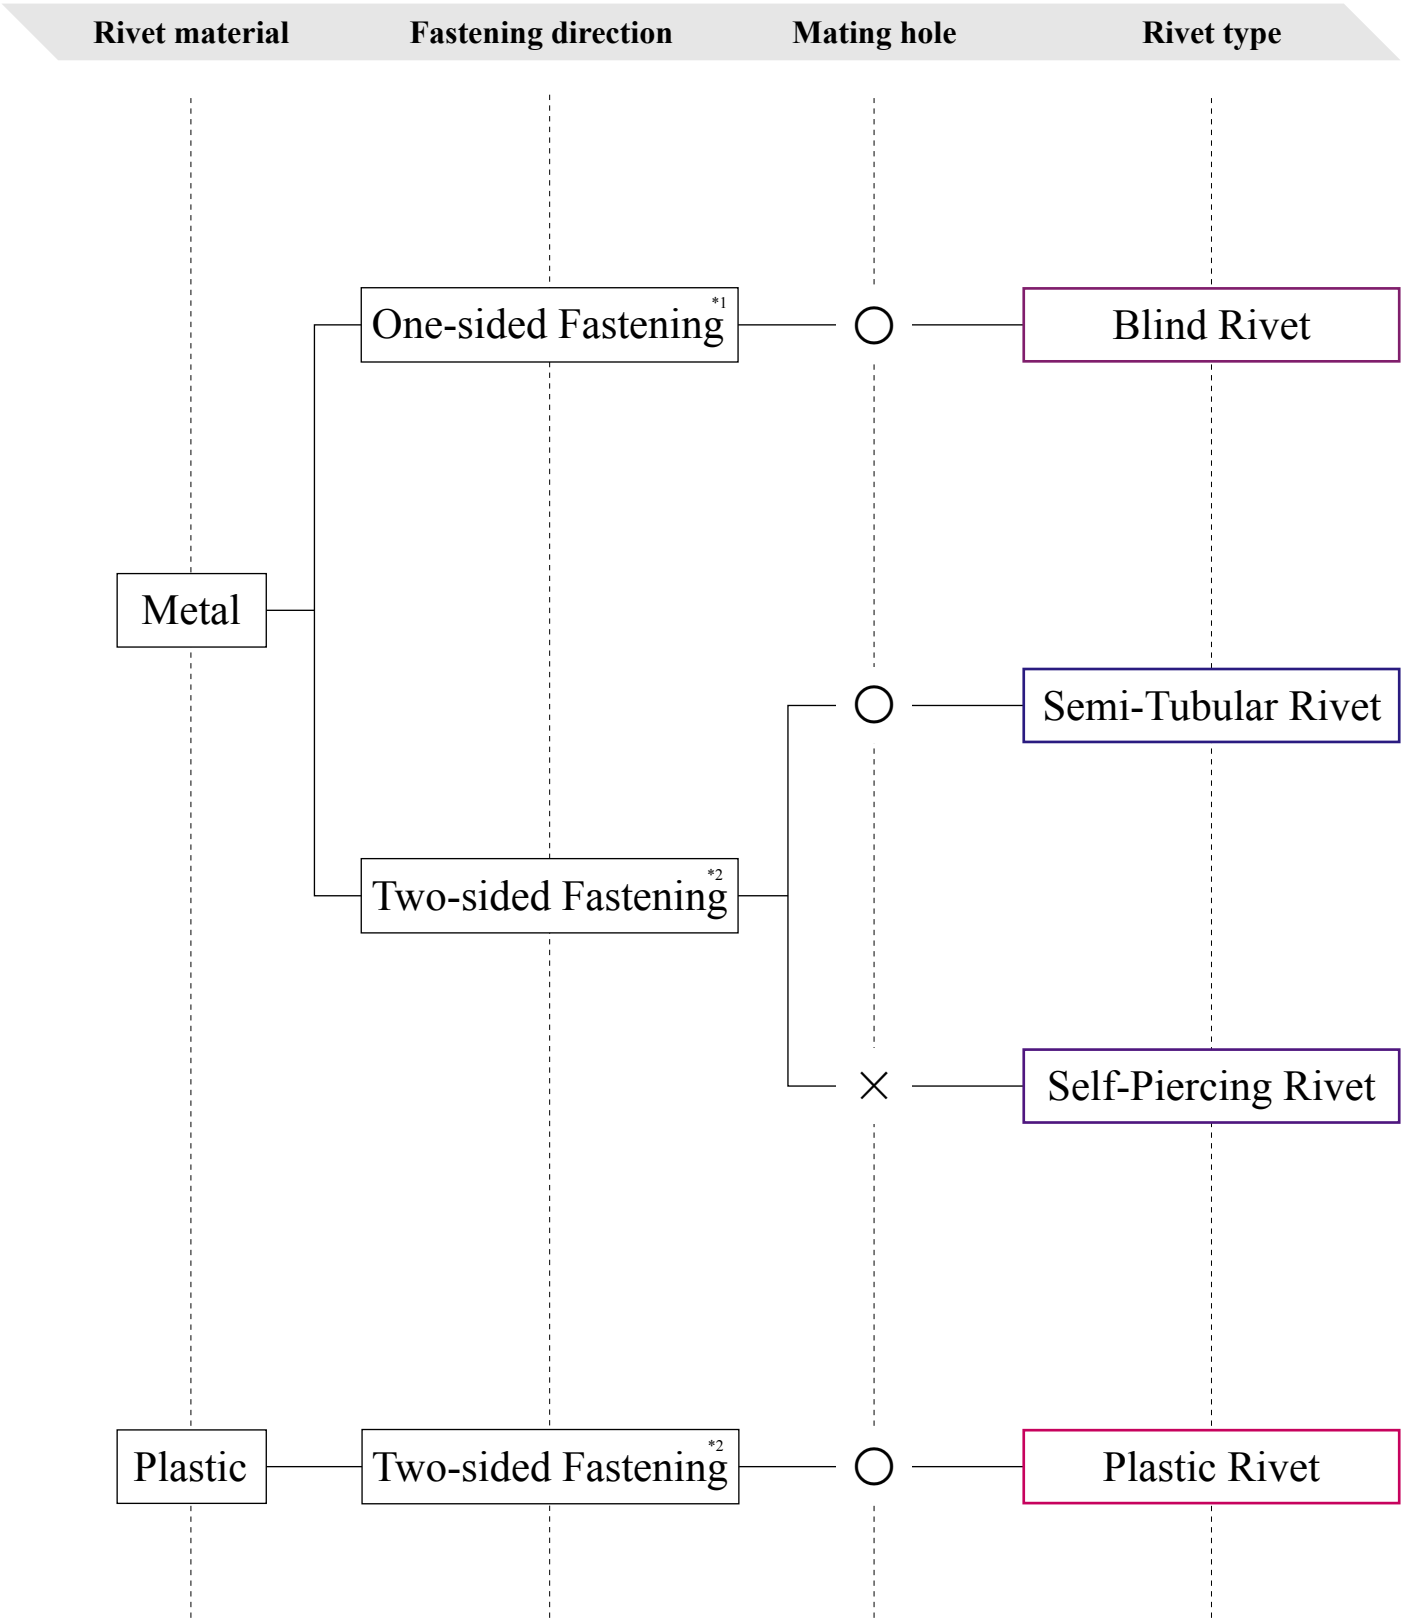 Rivet material Fastening direction Mating hole Rivet type
One-sided Fastening*1 ○ Blind Rivet
Metal
○ Semi-Tubular Rivet
Two-sided Fastening*2
× Self-Piercing Rivet
Plastic Two-sided Fastening*2 ○ Plastic Rivet